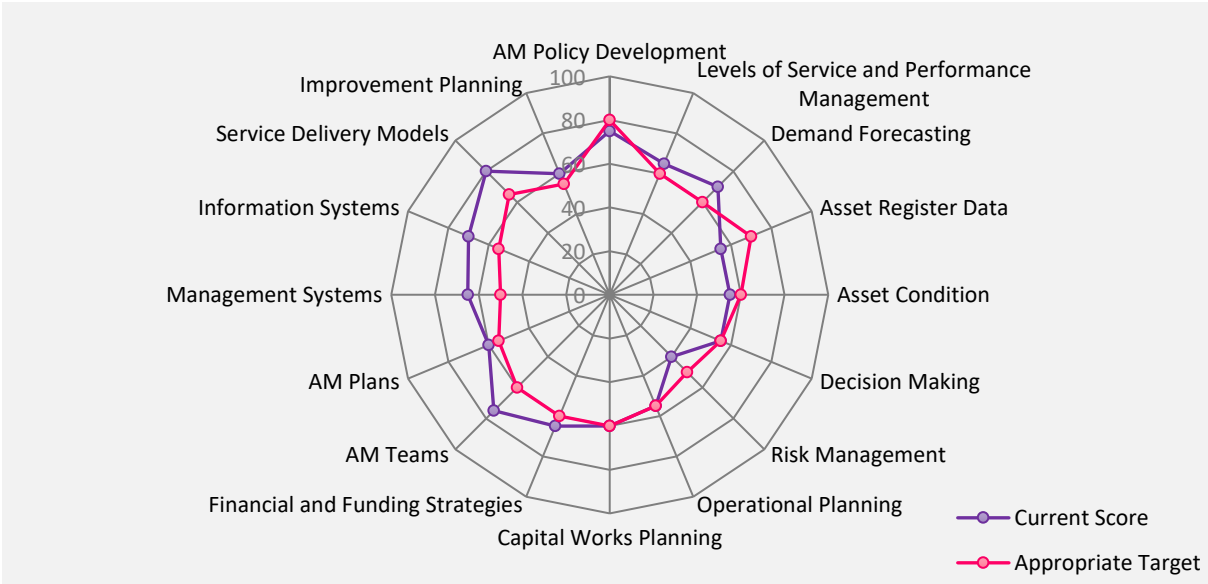 AM Policy Development
Levels of Service and Performance
Management
Improvement Planning
Demand Forecasting
Service Delivery Models
Asset Register Data
Information Systems
Asset Condition
Management Systems
Decision Making
AM Plans
Risk Management
AM Teams
Operational Planning
Financial and Funding Strategies
Capital Works Planning
100
80
60
40
20
0
Current Score
Appropriate Target